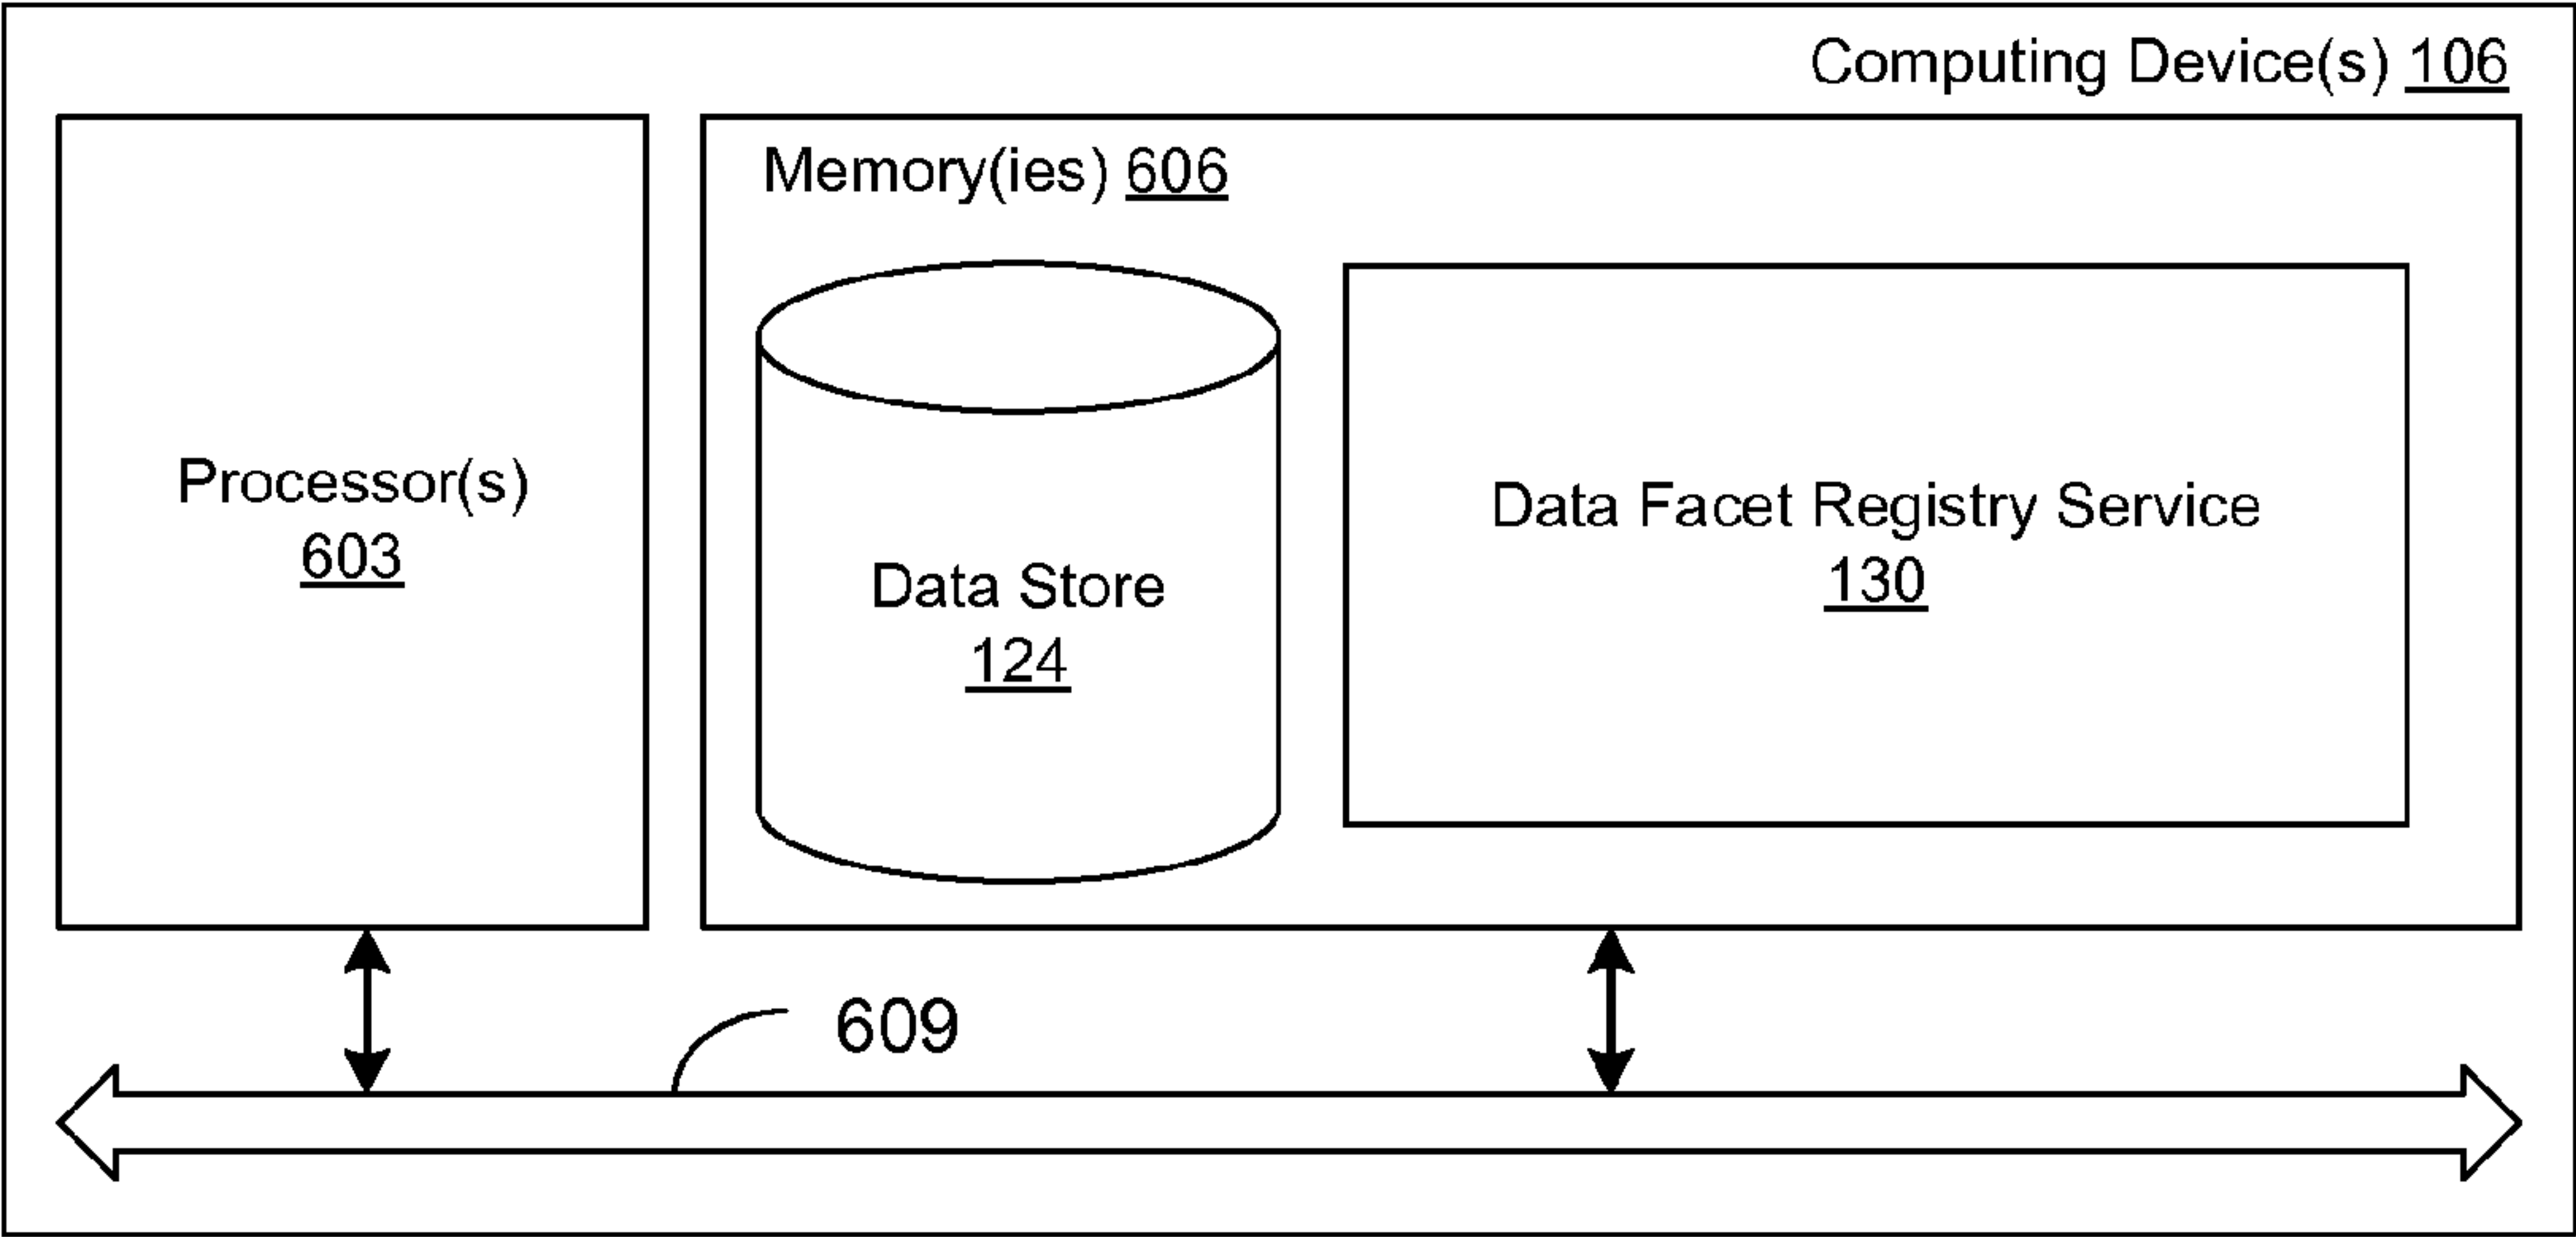 Computing Device(s) 106
Memory(ies) 606
Processor(s)
603
Data Store
124
Data Facet Registry Service
130
609